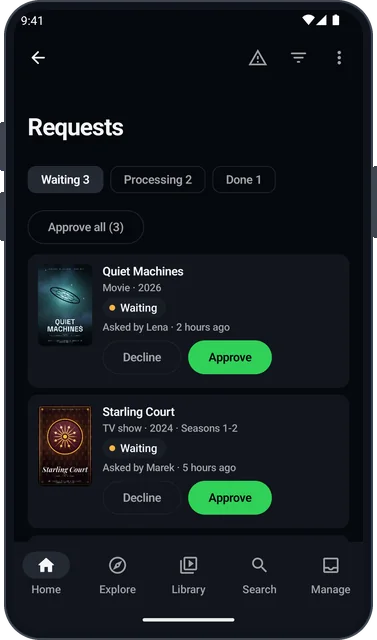 9:41
Requests
Waiting 3
Processing 2
Done 1
Approve all (3)
QUIET
MACHINES
Quiet Machines
Movie · 2026
Waiting
Asked by Lena · 2 hours ago
Decline
Approve
Starling Court
Starling Court
TV show · 2024 · Seasons 1-2
Waiting
Asked by Marek · 5 hours ago
Decline
Approve
Home
Explore
Library
Search
Manage